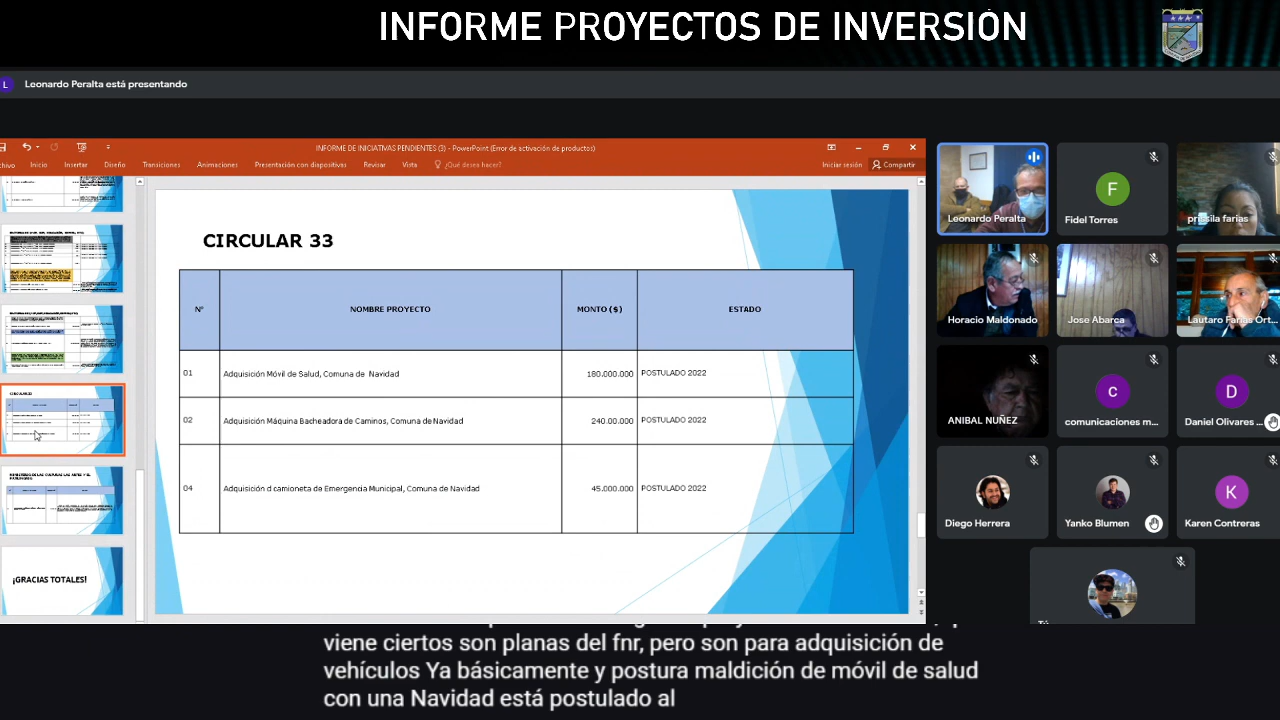 INFORME PROYECTOS DE INVERSIÓN
L Leonardo Peralta está presentando
INFORME DE INICIATIVAS PENDIENTES (3) - PowerPoint (Error de activación de productos)
Inicio Insertar Diseño Transiciones Animaciones Presentación con diapositivas Revisar Vista ¿Qué desea hacer? Iniciar sesión Compartir
CIRCULAR 33
N° NOMBRE PROYECTO MONTO ($) ESTADO
01 Adquisición Móvil de Salud, Comuna de Navidad 180.000.000 POSTULADO 2022
02 Adquisición Máquina Bacheadora de Caminos, Comuna de Navidad 240.00.000 POSTULADO 2022
04 Adquisición d camioneta de Emergencia Municipal, Comuna de Navidad 45.000.000 POSTULADO 2022
¡GRACIAS TOTALES!
Leonardo Peralta
F
Fidel Torres
priscila farias
Horacio Maldonado
Jose Abarca
Lautaro Farías Ort...
ANIBAL NUÑEZ
c
comunicaciones m...
D
Daniel Olivares ...
Diego Herrera
Yanko Blumen
K
Karen Contreras
viene ciertos son planas del fnr, pero son para adquisición de
vehículos Ya básicamente y postura maldición de móvil de salud
con una Navidad está postulado al